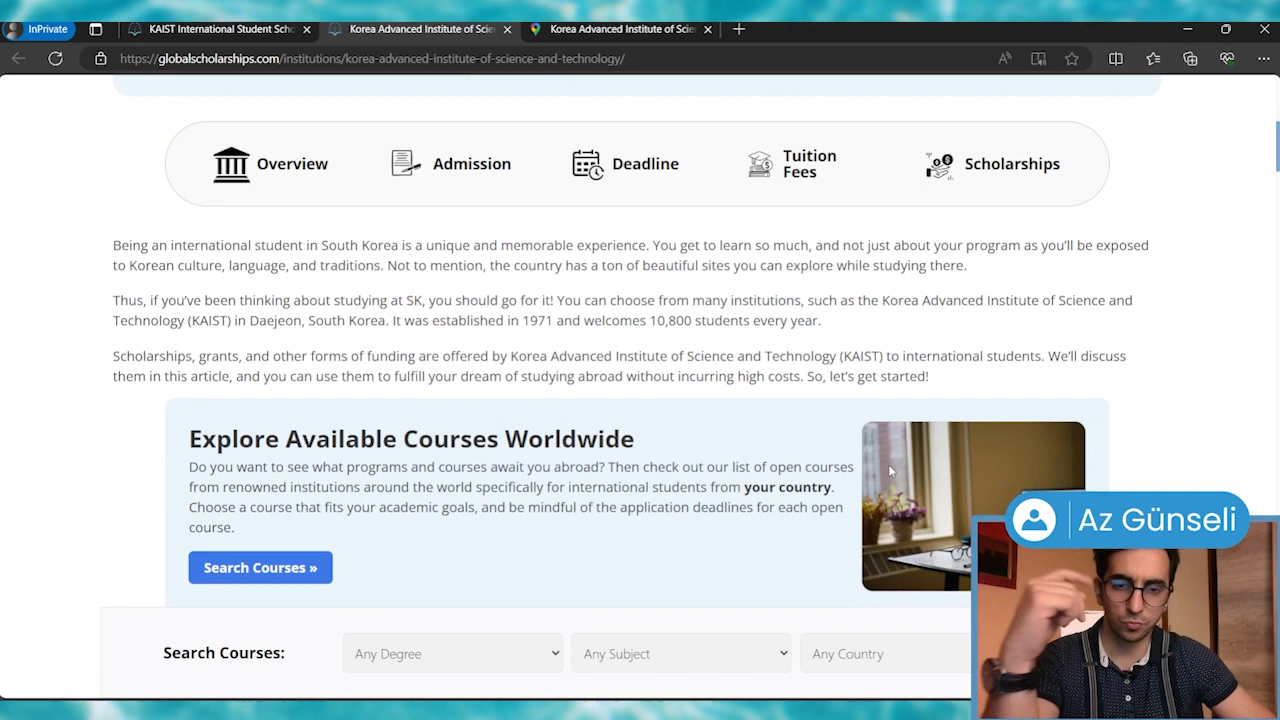 InPrivate
KAIST International Student Scho
Korea Advanced Institute of Scien
Korea Advanced Institute of Scien
https://globalscholarships.com/institutions/korea-advanced-institute-of-science-and-technology/
Overview
Admission
Deadline
Tuition
Fees
Scholarships
Being an international student in South Korea is a unique and memorable experience. You get to learn so much, and not just about your program as you'll be exposed
to Korean culture, language, and traditions. Not to mention, the country has a ton of beautiful sites you can explore while studying there.
Thus, if you've been thinking about studying at SK, you should go for it! You can choose from many institutions, such as the Korea Advanced Institute of Science and
Technology (KAIST) in Daejeon, South Korea. It was established in 1971 and welcomes 10,800 students every year.
Scholarships, grants, and other forms of funding are offered by Korea Advanced Institute of Science and Technology (KAIST) to international students. We'll discuss
them in this article, and you can use them to fulfill your dream of studying abroad without incurring high costs. So, let's get started!
Explore Available Courses Worldwide
Do you want to see what programs and courses await you abroad? Then check out our list of open courses
from renowned institutions around the world specifically for international students from your country.
Choose a course that fits your academic goals, and be mindful of the application deadlines for each open
course.
Search Courses »
Az Günseli
Search Courses:
Any Degree
Any Subject
Any Country